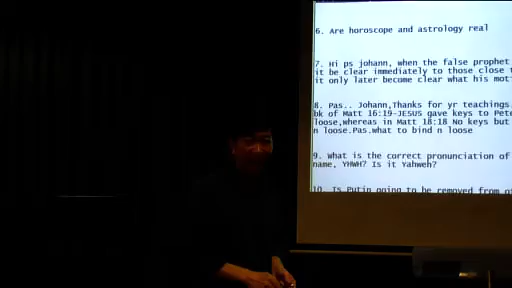 6. Are horoscope and astrology real
7. Hi ps johann, when the false prophet
it be clear immediately to those close
it only later become clear what his
8. Pas.. Johann,Thanks for yr teachings
bk of Matt 16:19-JESUS gave keys to
loose,whereas in Matt 18:18 No keys but
n loose.Pas.what to bind n loose
9. What is the correct pronunciation of
name, YHWH? Is it Yahweh?
10. Is Putin going to be removed from